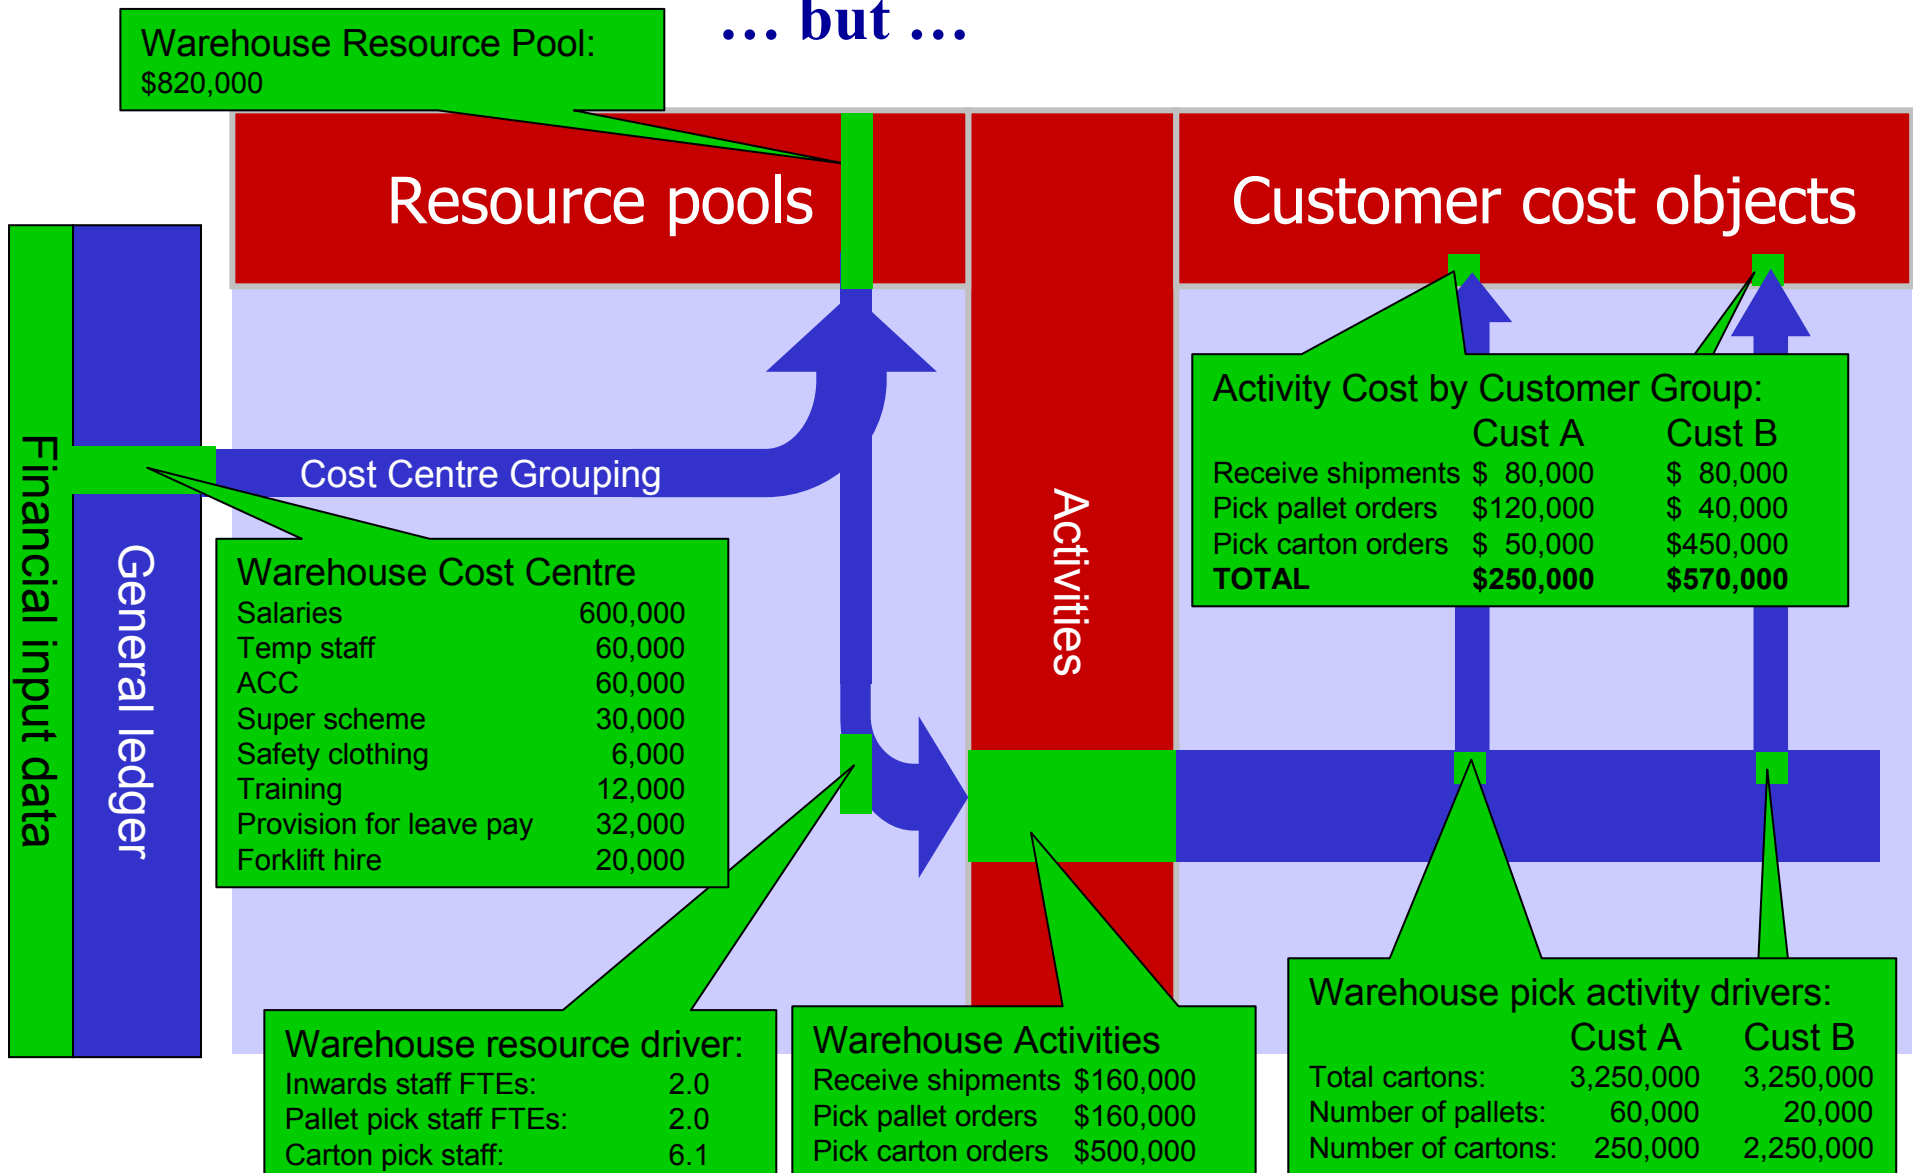 … but …
Warehouse Resource Pool:
$820,000
Resource pools
Customer cost objects
Financial input data
General ledger
Cost Centre Grouping
Activities
Activity Cost by Customer Group:
Cust A Cust B
Receive shipments $ 80,000 $ 80,000
Pick pallet orders $120,000 $ 40,000
Pick carton orders $ 50,000 $450,000
TOTAL $250,000 $570,000
Warehouse Cost Centre
Salaries 600,000
Temp staff 60,000
ACC 60,000
Super scheme 30,000
Safety clothing 6,000
Training 12,000
Provision for leave pay 32,000
Forklift hire 20,000
Warehouse resource driver:
Inwards staff FTEs: 2.0
Pallet pick staff FTEs: 2.0
Carton pick staff: 6.1
Warehouse Activities
Receive shipments $160,000
Pick pallet orders $160,000
Pick carton orders $500,000
Warehouse pick activity drivers:
Cust A Cust B
Total cartons: 3,250,000 3,250,000
Number of pallets: 60,000 20,000
Number of cartons: 250,000 2,250,000